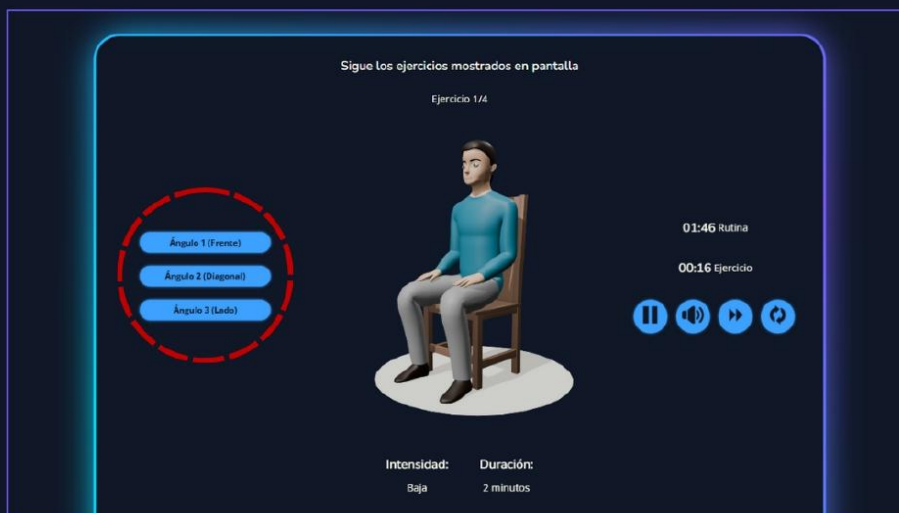 Sigue los ejercicios mostrados en pantalla
Ejercicio 1/4
Ángulo 1 (Frente)
Ángulo 2 (Diagonal)
Ángulo 3 (Lado)
01:46 Rutina
00:16 Ejercicio
Intensidad: Duración:
Baja 2 minutos